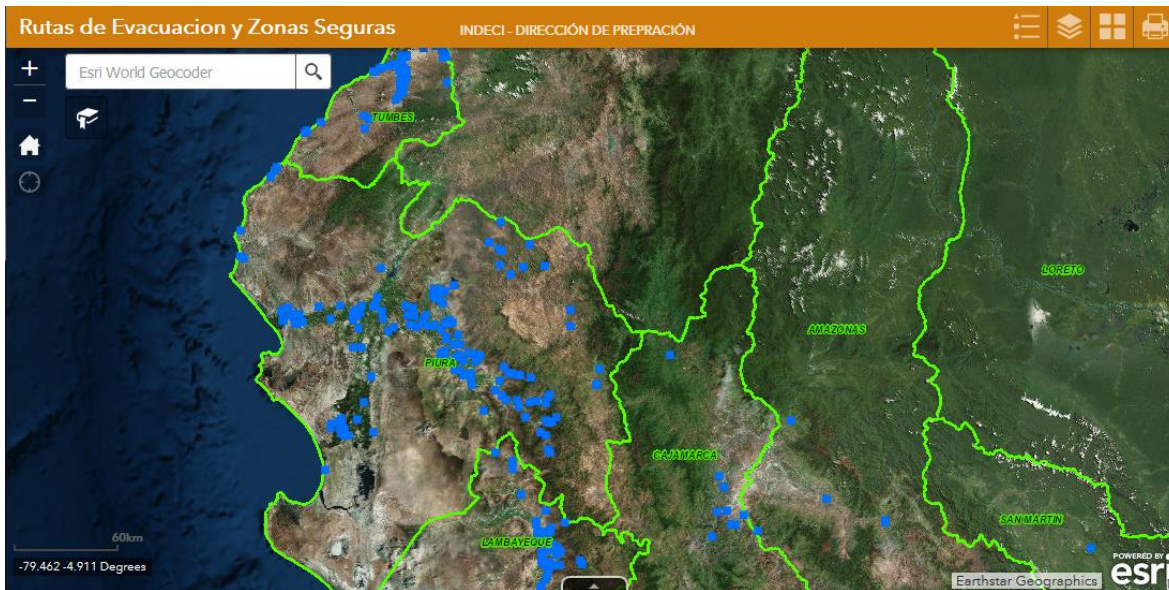 Rutas de Evacuacion y Zonas Seguras
INDECI - DIRECCIÓN DE PREPRACIÓN
+
Esri World Geocoder
−
TUMBES
LORETO
AMAZONAS
PIURA
CAJAMARCA
SAN MARTIN
LAMBAYEQUE
60km
-79.462 -4.911 Degrees
POWERED BY
esri
Earthstar Geographics